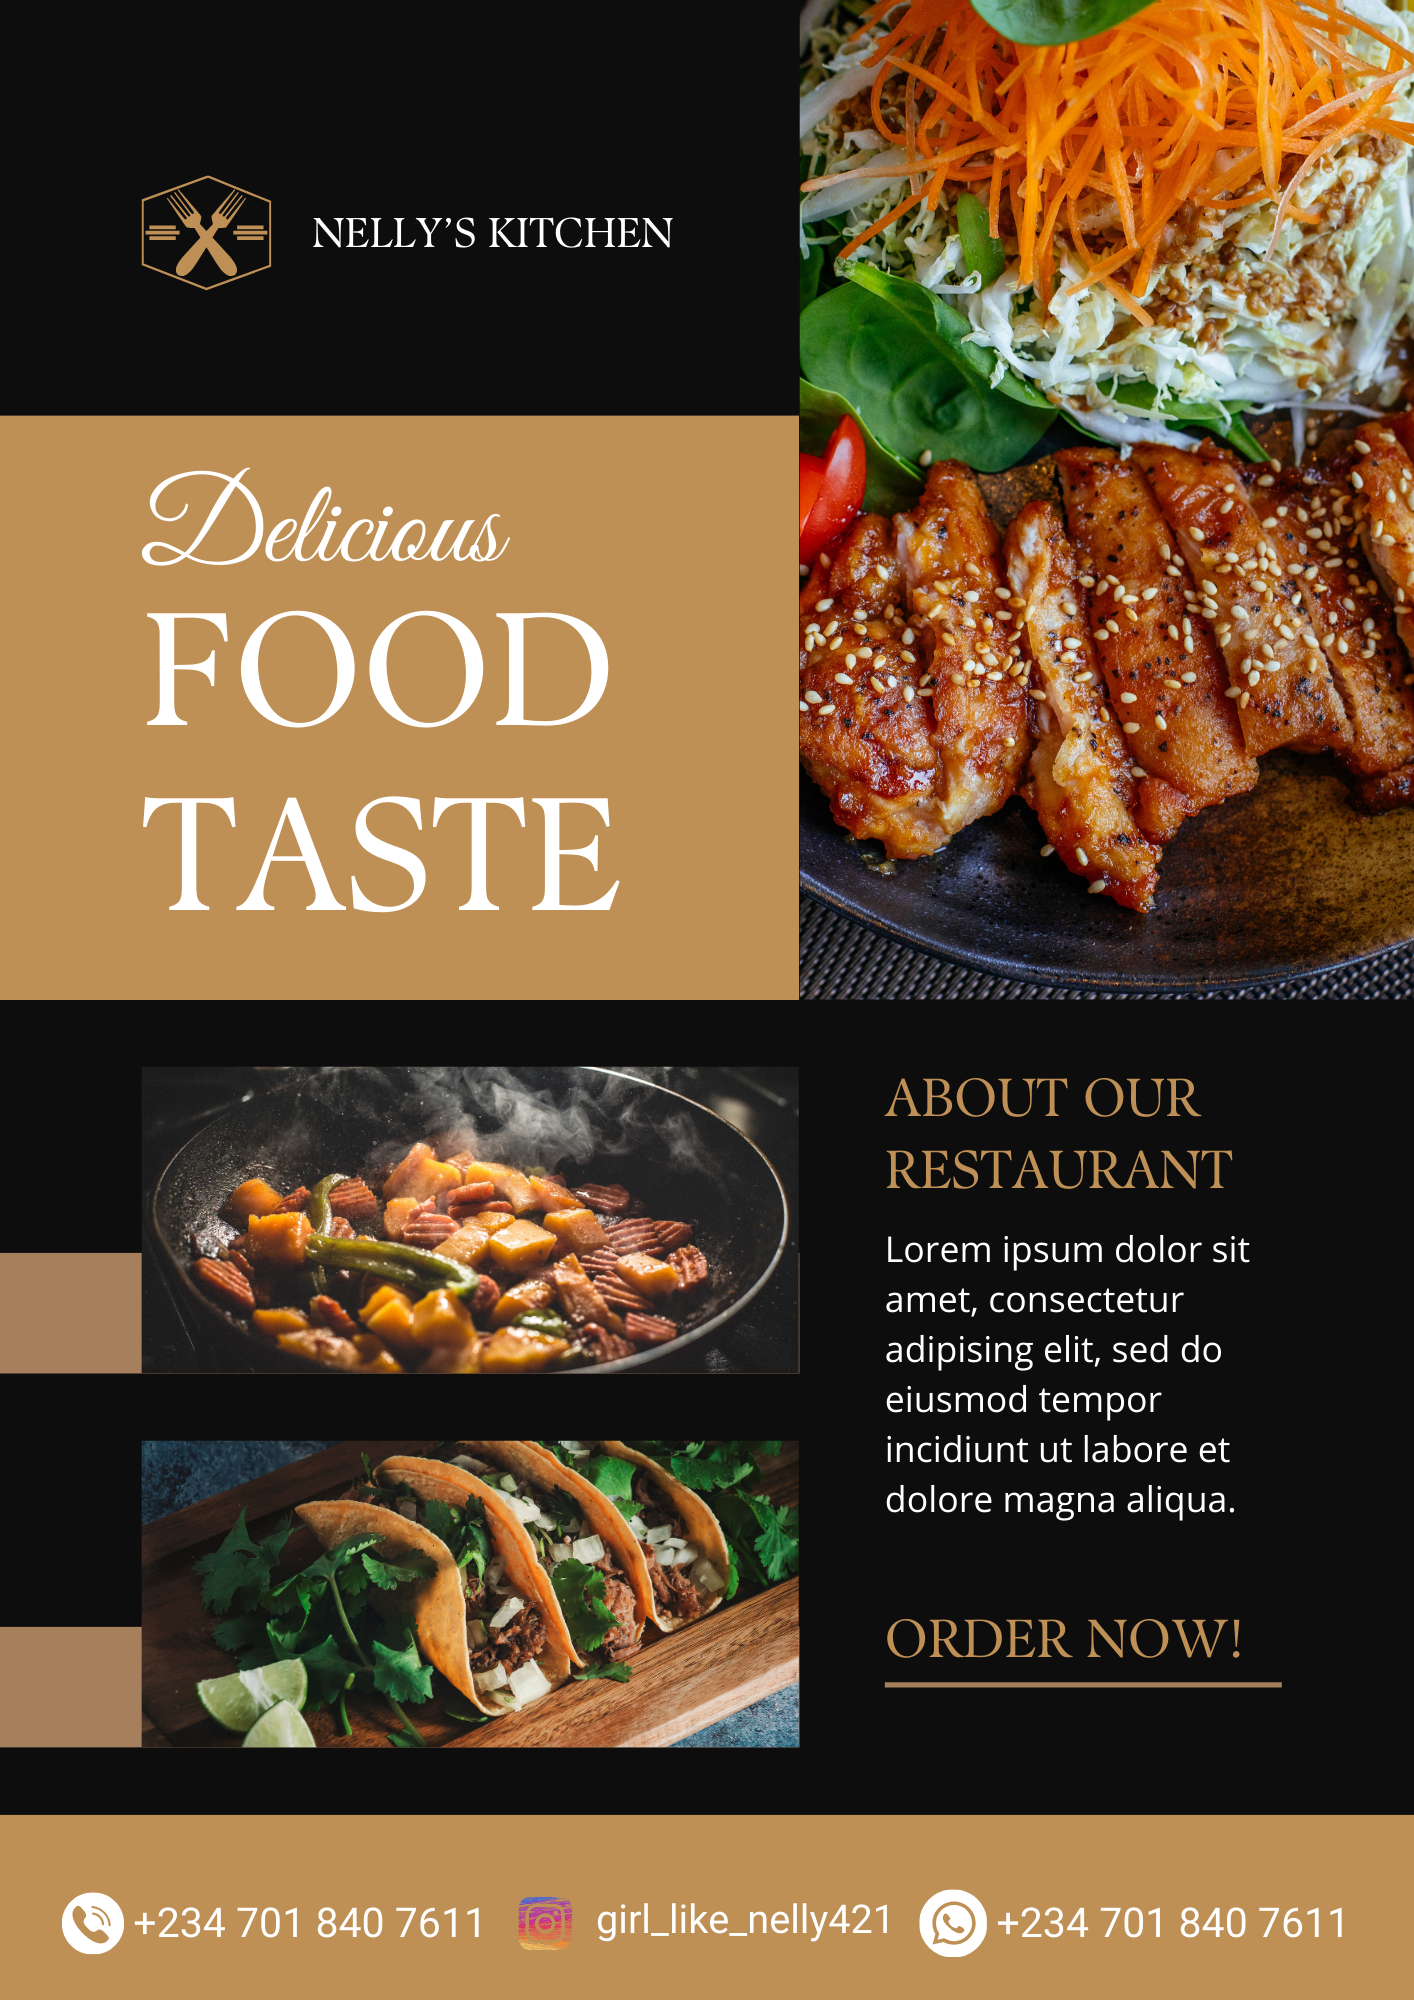 NELLY’S KITCHEN
Delicious
FOOD
TASTE
ABOUT OUR
RESTAURANT
Lorem ipsum dolor sit
amet, consectetur
adipising elit, sed do
eiusmod tempor
incidiunt ut labore et
dolore magna aliqua.
ORDER NOW!
+234 701 840 7611
girl_like_nelly421
+234 701 840 7611